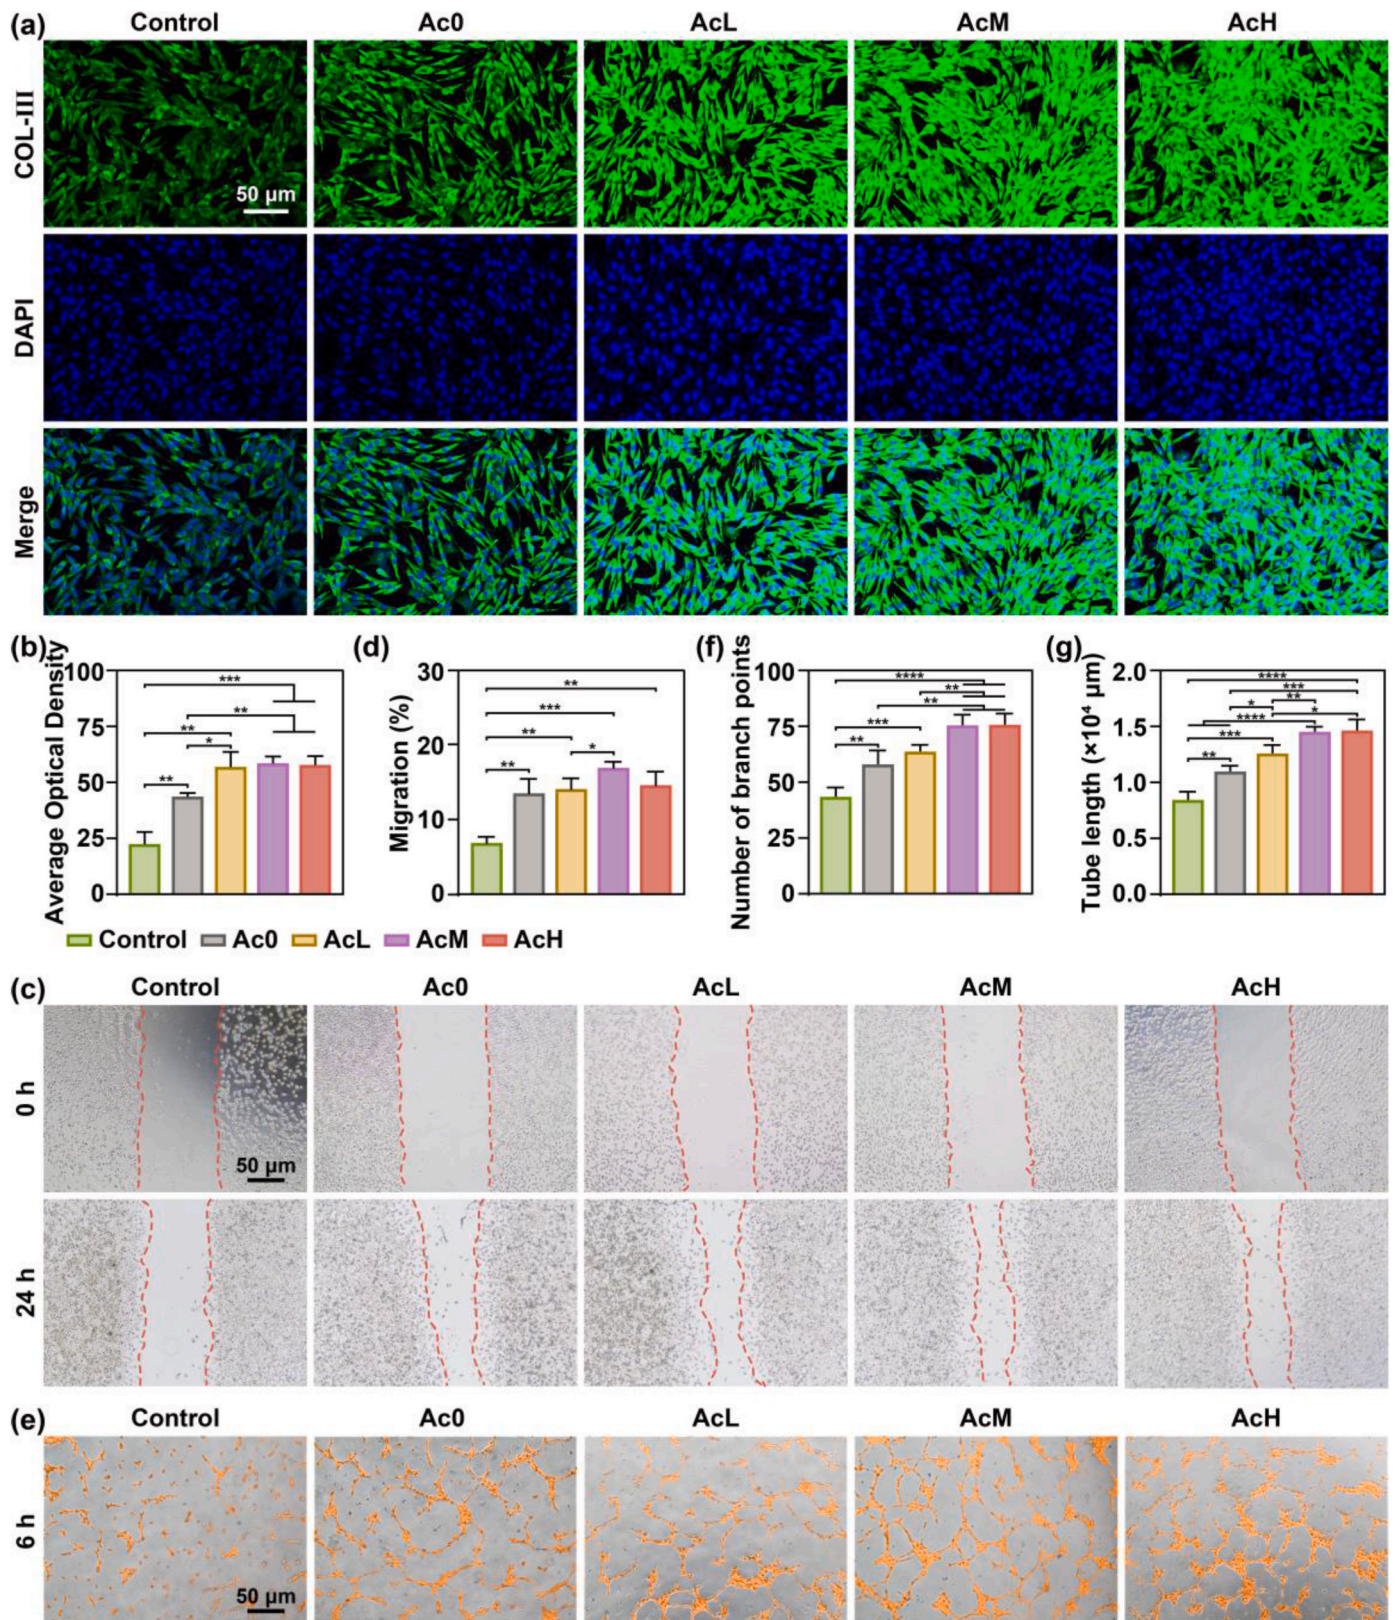 (a) Control Ac0 AcL AcM AcH
COL-III
50 μm
DAPI
Merge
(b)
Average Optical Density
100
75
50
25
0
***
**
**
*
**
(d)
Migration (%)
30
20
10
0
**
***
**
*
**
(f)
Number of branch points
100
75
50
25
0
****
**
**
***
**
(g)
Tube length (×10⁴ μm)
2.0
1.5
1.0
0.5
0.0
****
***
**
*
*
****
***
**
Control Ac0 AcL AcM AcH
(c) Control Ac0 AcL AcM AcH
0 h
50 μm
24 h
(e) Control Ac0 AcL AcM AcH
6 h
50 μm